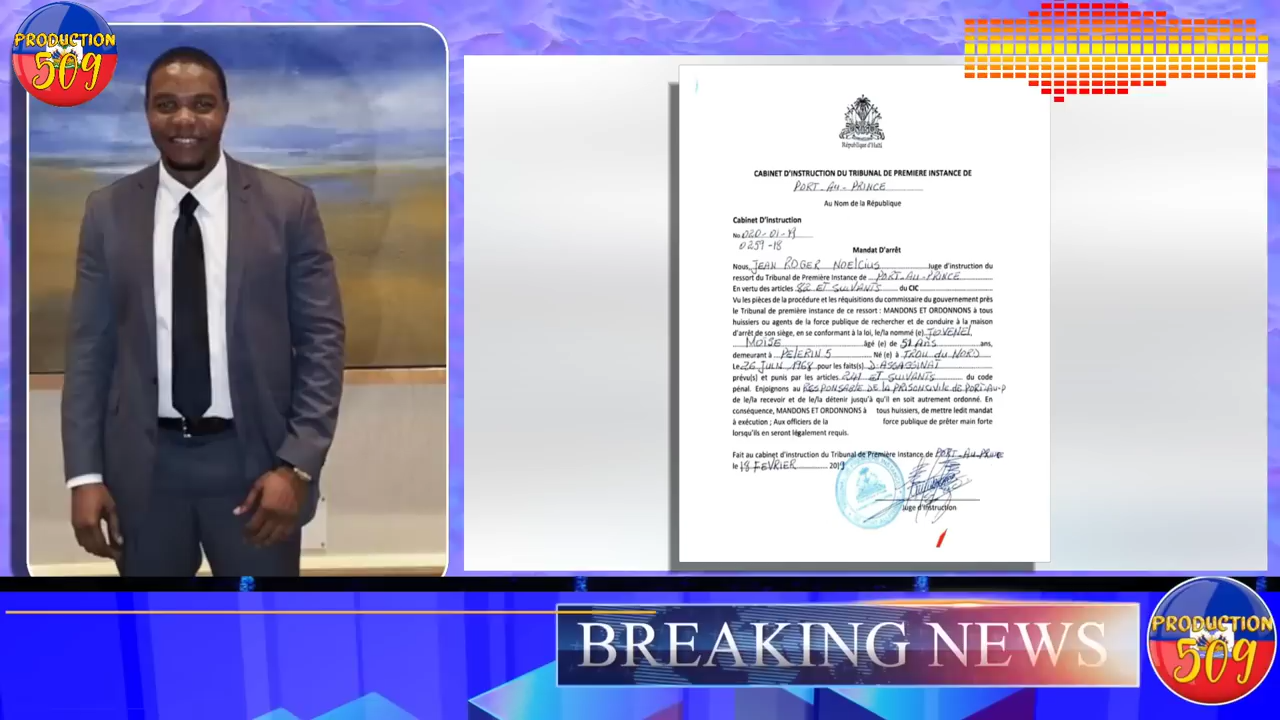 PRODUCTION
509
République d'Haïti
CABINET D'INSTRUCTION DU TRIBUNAL DE PREMIERE INSTANCE DE
PORT-AU-PRINCE
Au Nom de la République
Cabinet D'instruction
No. 020-01-19
0259-18
Mandat D'arrêt
Nous, JEAN ROGER NOELCIUS Juge d'instruction du
ressort du Tribunal de Première Instance de PORT-AU-PRINCE
En vertu des articles 82 ET SUIVANTS du CIC
Vu les pièces de la procédure et les réquisitions du commissaire du gouvernement près
le Tribunal de première instance de ce ressort : MANDONS ET ORDONNONS à tous
huissiers ou agents de la force publique de rechercher et de conduire à la maison
d'arrêt de son siège, en se conformant à la loi, le/la nommé (e) JOVENEL
MOISE âgé (e) de 51 Ans ans,
demeurant à PELERIN 5 Né (e) à TROU DU NORD
Le 26 JUIN 1968 pour les faits(s) D'ASSASSINAT
prévu(s) et punis par les articles 241 ET SUIVANTS du code
pénal. Enjoignons au RESPONSABLE DE LA PRISON CIVILE DE PORT-AU-P
de le/la recevoir et de le/la détenir jusqu'à qu'il en soit autrement ordonné. En
conséquence, MANDONS ET ORDONNONS à tous huissiers, de mettre ledit mandat
à exécution ; Aux officiers de la force publique de prêter main forte
lorsqu'ils en seront légalement requis.
Fait au cabinet d'instruction du Tribunal de Première Instance de PORT-AU-PRINCE
le 18 FEVRIER 2019
Juge d'Instruction
BREAKING NEWS
PRODUCTION
509